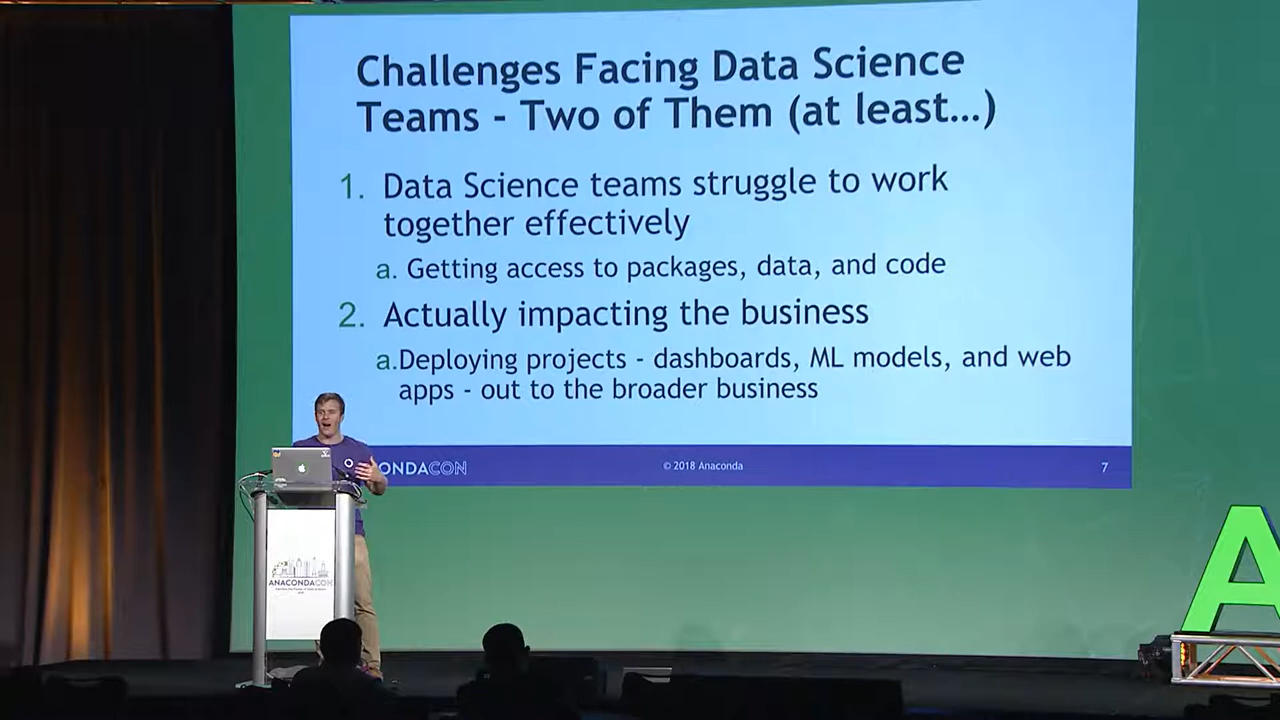 Challenges Facing Data Science
Teams - Two of Them (at least...)
1. Data Science teams struggle to work
together effectively
a. Getting access to packages, data, and code
2. Actually impacting the business
a.Deploying projects - dashboards, ML models, and web
apps - out to the broader business
ONDACON
© 2018 Anaconda
7
ANACONDACON
A